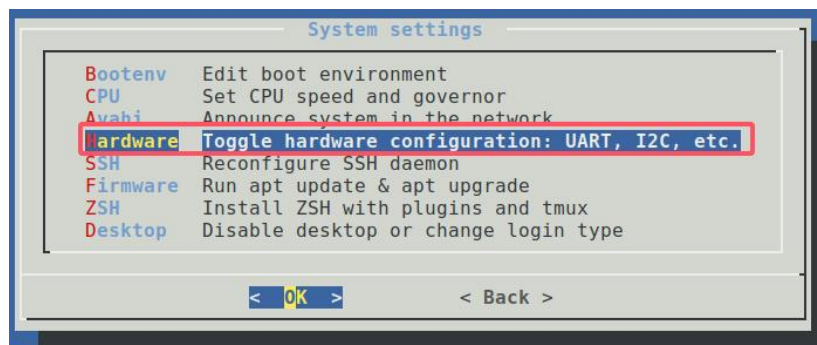 System settings
Bootenv Edit boot environment
CPU Set CPU speed and governor
Avahi Announce system in the network
Hardware Toggle hardware configuration: UART, I2C, etc.
SSH Reconfigure SSH daemon
Firmware Run apt update & apt upgrade
ZSH Install ZSH with plugins and tmux
Desktop Disable desktop or change login type
< OK > < Back >